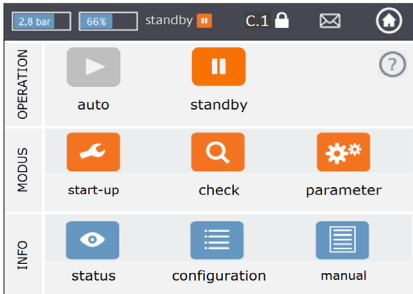 2.8 bar 66% standby C.1
OPERATION
?
auto standby
MODUS
start-up check parameter
INFO
status configuration manual